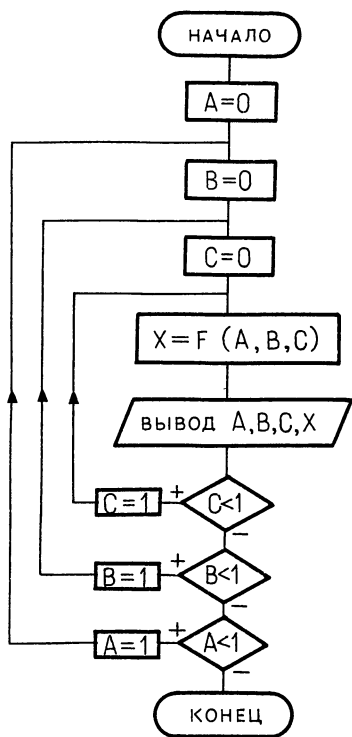 НАЧАЛО
A=0
B=0
C=0
X=F (A,B,C)
ВЫВОД A,B,C,X
C=1 + C<1
−
B=1 + B<1
−
A=1 + A<1
−
КОНЕЦ